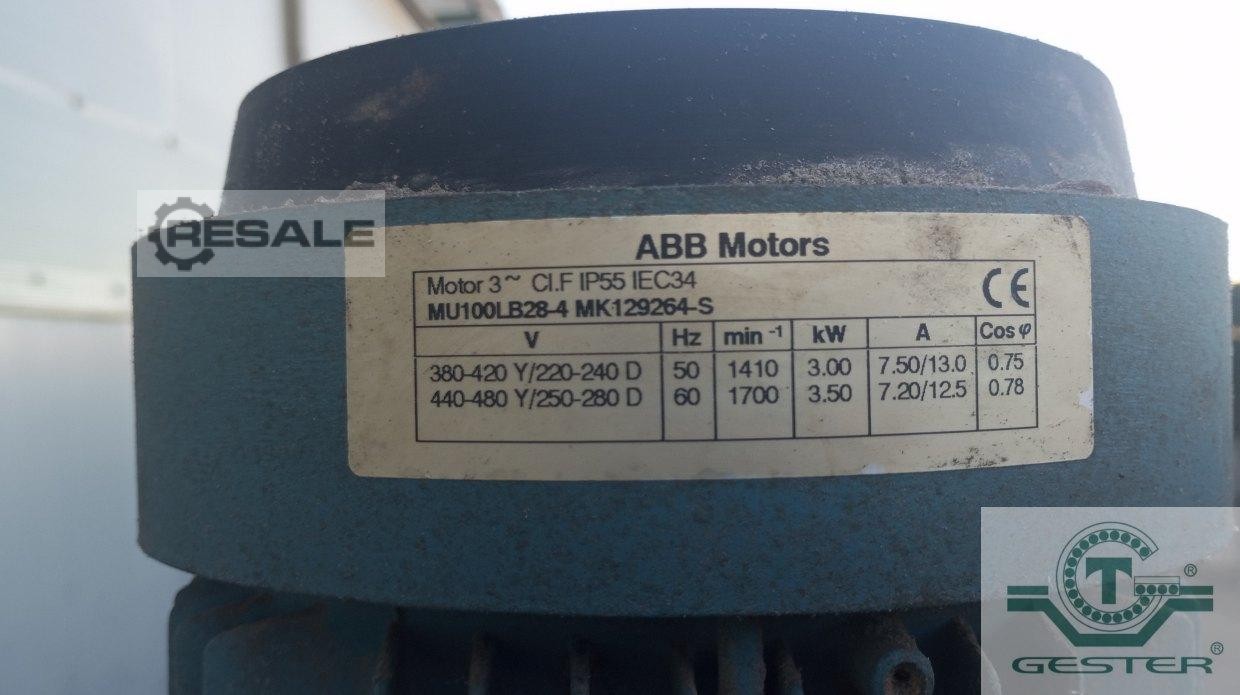 RESALE
ABB Motors
Motor 3~ Cl.F IP55 IEC34
CE
MU100LB28-4 MK129264-S
V Hz min -1 kW A Cos φ
380-420 Y/220-240 D 50 1410 3.00 7.50/13.0 0.75
440-480 Y/250-280 D 60 1700 3.50 7.20/12.5 0.78
T ®
GESTER ®